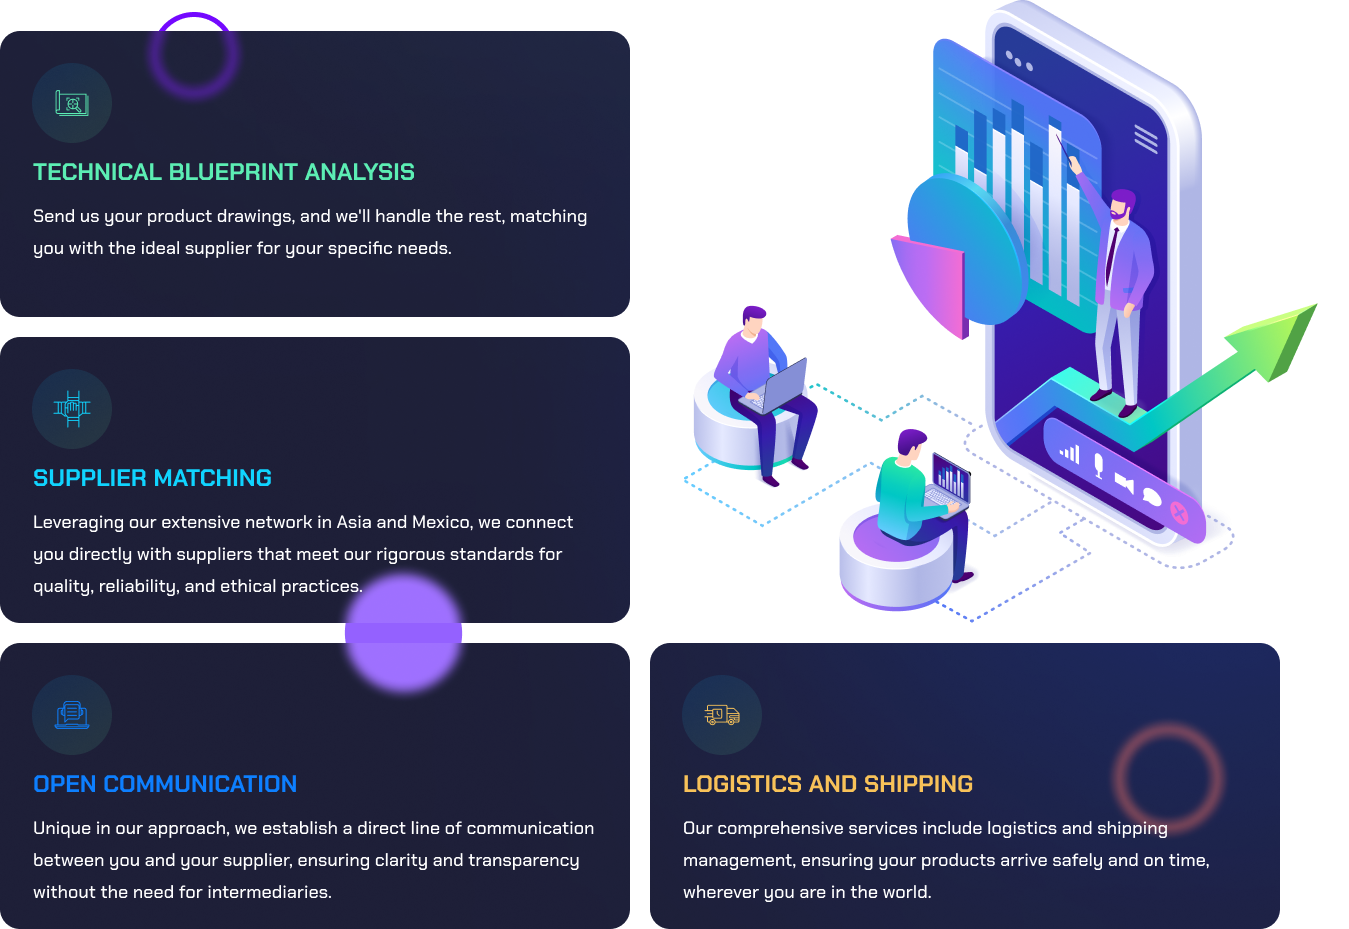 TECHNICAL BLUEPRINT ANALYSIS
Send us your product drawings, and we'll handle the rest, matching
you with the ideal supplier for your specific needs.
SUPPLIER MATCHING
Leveraging our extensive network in Asia and Mexico, we connect
you directly with suppliers that meet our rigorous standards for
quality, reliability, and ethical practices.
OPEN COMMUNICATION
Unique in our approach, we establish a direct line of communication
between you and your supplier, ensuring clarity and transparency
without the need for intermediaries.
LOGISTICS AND SHIPPING
Our comprehensive services include logistics and shipping
management, ensuring your products arrive safely and on time,
wherever you are in the world.